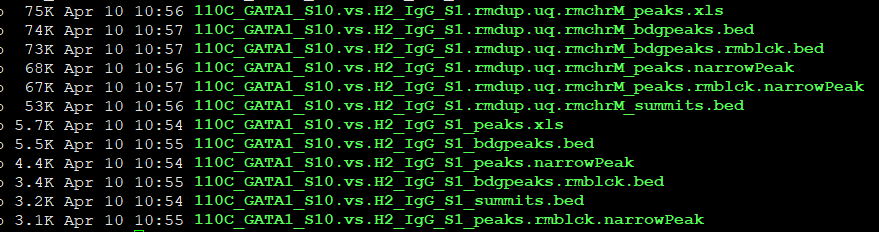 o  75K Apr 10 10:56 110C_GATA1_S10.vs.H2_IgG_S1.rmdup.uq.rmchrM_peaks.xls
o  74K Apr 10 10:57 110C_GATA1_S10.vs.H2_IgG_S1.rmdup.uq.rmchrM_bdgpeaks.bed
o  73K Apr 10 10:57 110C_GATA1_S10.vs.H2_IgG_S1.rmdup.uq.rmchrM_bdgpeaks.rmblck.bed
o  68K Apr 10 10:56 110C_GATA1_S10.vs.H2_IgG_S1.rmdup.uq.rmchrM_peaks.narrowPeak
o  67K Apr 10 10:57 110C_GATA1_S10.vs.H2_IgG_S1.rmdup.uq.rmchrM_peaks.rmblck.narrowPeak
o  53K Apr 10 10:56 110C_GATA1_S10.vs.H2_IgG_S1.rmdup.uq.rmchrM_summits.bed
o 5.7K Apr 10 10:54 110C_GATA1_S10.vs.H2_IgG_S1_peaks.xls
o 5.5K Apr 10 10:55 110C_GATA1_S10.vs.H2_IgG_S1_bdgpeaks.bed
o 4.4K Apr 10 10:54 110C_GATA1_S10.vs.H2_IgG_S1_peaks.narrowPeak
o 3.4K Apr 10 10:55 110C_GATA1_S10.vs.H2_IgG_S1_bdgpeaks.rmblck.bed
o 3.2K Apr 10 10:54 110C_GATA1_S10.vs.H2_IgG_S1_summits.bed
o 3.1K Apr 10 10:55 110C_GATA1_S10.vs.H2_IgG_S1_peaks.rmblck.narrowPeak